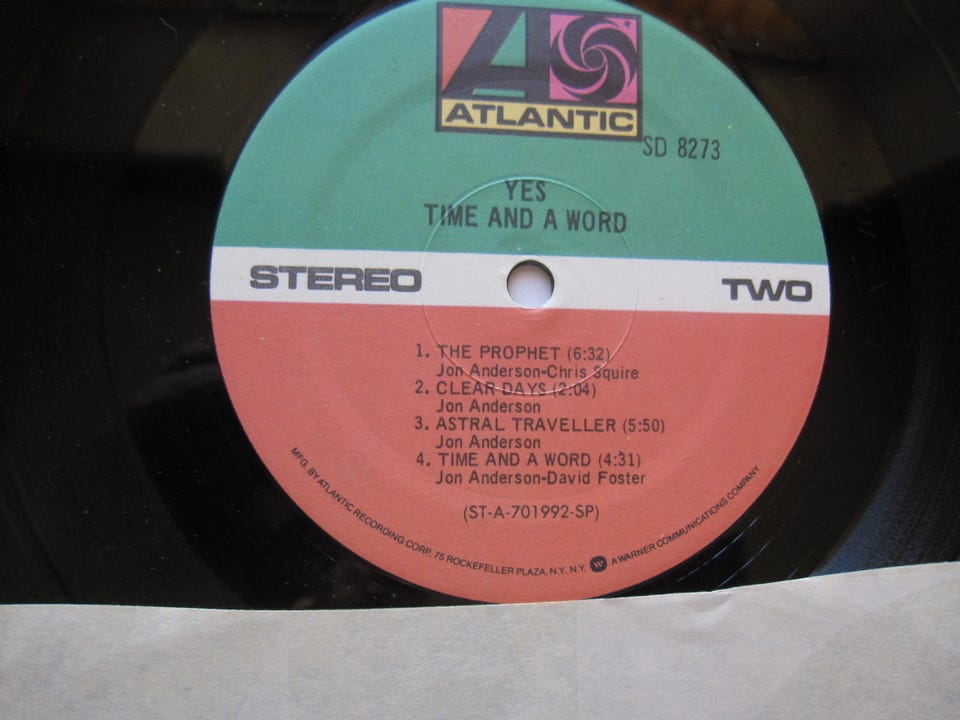 ATLANTIC
SD 8273
YES
TIME AND A WORD
STEREO
TWO
1. THE PROPHET (6:32)
Jon Anderson-Chris Squire
2. CLEAR DAYS (2:04)
Jon Anderson
3. ASTRAL TRAVELLER (5:50)
Jon Anderson
4. TIME AND A WORD (4:31)
Jon Anderson-David Foster
(ST-A-701992-SP)
MFG. BY ATLANTIC RECORDING CORP. 75 ROCKEFELLER PLAZA, N.Y. N.Y. W A WARNER COMMUNICATIONS COMPANY